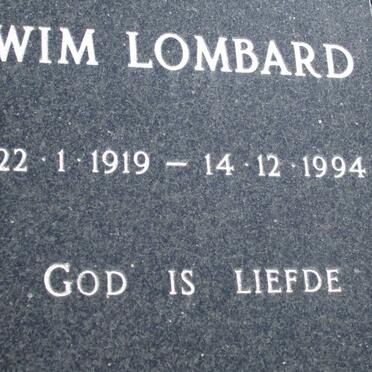 WIM LOMBARD
22 · 1 · 1919 – 14 · 12 · 1994
GOD IS LIEFDE